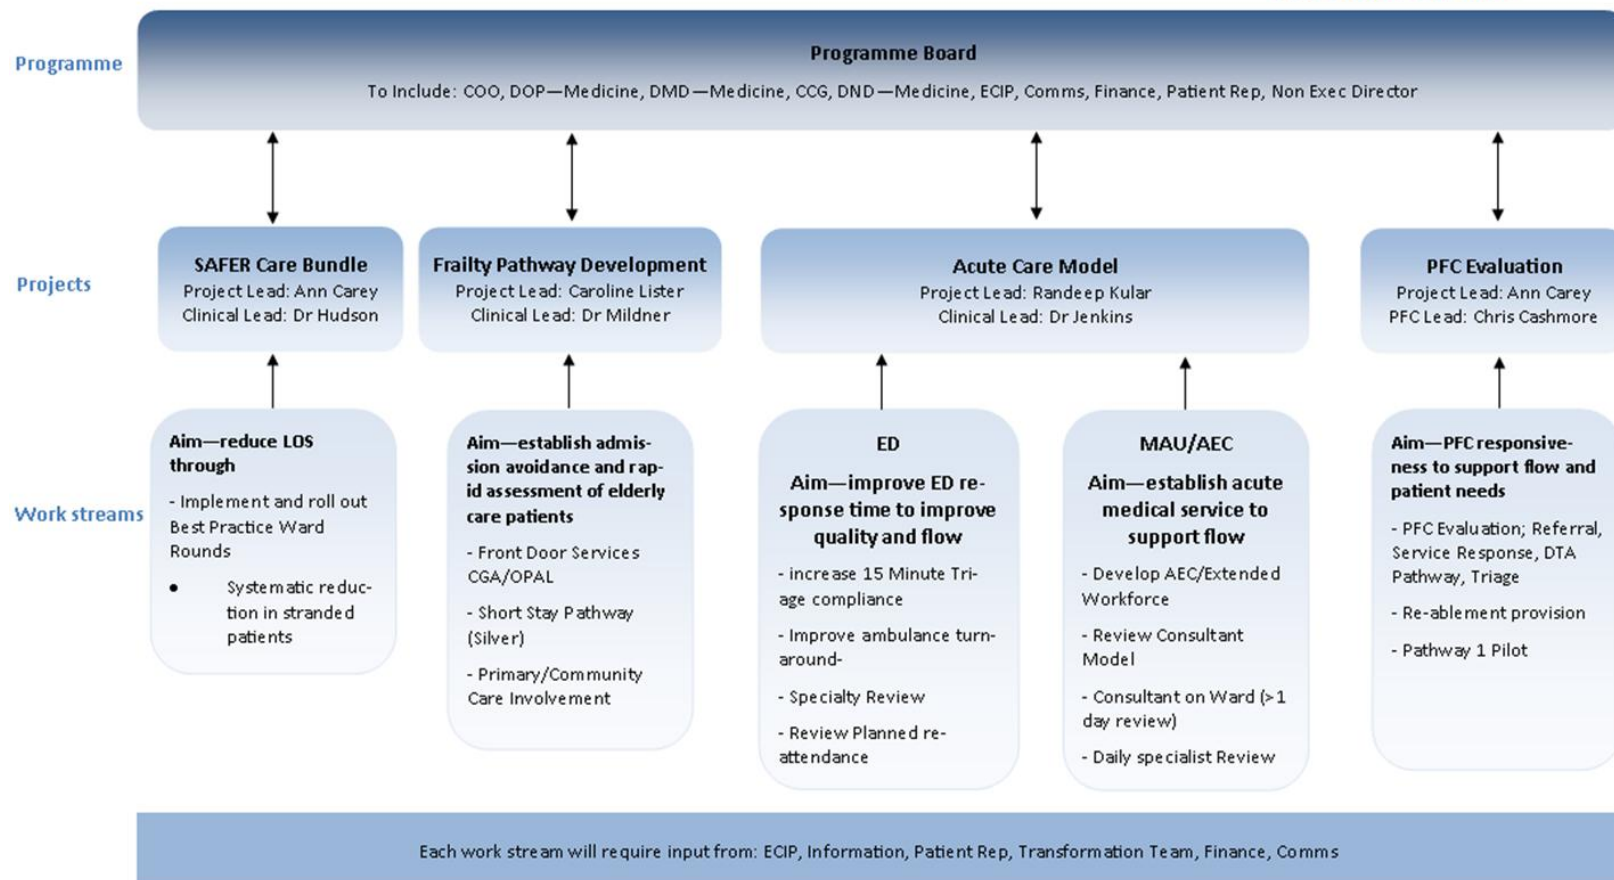 Programme
Programme Board
To Include: COO, DOP—Medicine, DMD—Medicine, CCG, DND—Medicine, ECIP, Comms, Finance, Patient Rep, Non Exec Director
Projects
SAFER Care Bundle
Project Lead: Ann Carey
Clinical Lead: Dr Hudson
Frailty Pathway Development
Project Lead: Caroline Lister
Clinical Lead: Dr Mildner
Acute Care Model
Project Lead: Randeep Kular
Clinical Lead: Dr Jenkins
PFC Evaluation
Project Lead: Ann Carey
PFC Lead: Chris Cashmore
Work streams
Aim—reduce LOS
through
- Implement and roll out
Best Practice Ward
Rounds
• Systematic reduc-
tion in stranded
patients
Aim—establish admis-
sion avoidance and rap-
id assessment of elderly
care patients
- Front Door Services
CGA/OPAL
- Short Stay Pathway
(Silver)
- Primary/Community
Care Involvement
ED
Aim—improve ED re-
sponse time to improve
quality and flow
- increase 15 Minute Tri-
age compliance
- Improve ambulance turn-
around-
- Specialty Review
- Review Planned re-
attendance
MAU/AEC
Aim—establish acute
medical service to
support flow
- Develop AEC/Extended
Workforce
- Review Consultant
Model
- Consultant on Ward (>1
day review)
- Daily specialist Review
Aim—PFC responsive-
ness to support flow and
patient needs
- PFC Evaluation; Referral,
Service Response, DTA
Pathway, Triage
- Re-ablement provision
- Pathway 1 Pilot
Each work stream will require input from: ECIP, Information, Patient Rep, Transformation Team, Finance, Comms